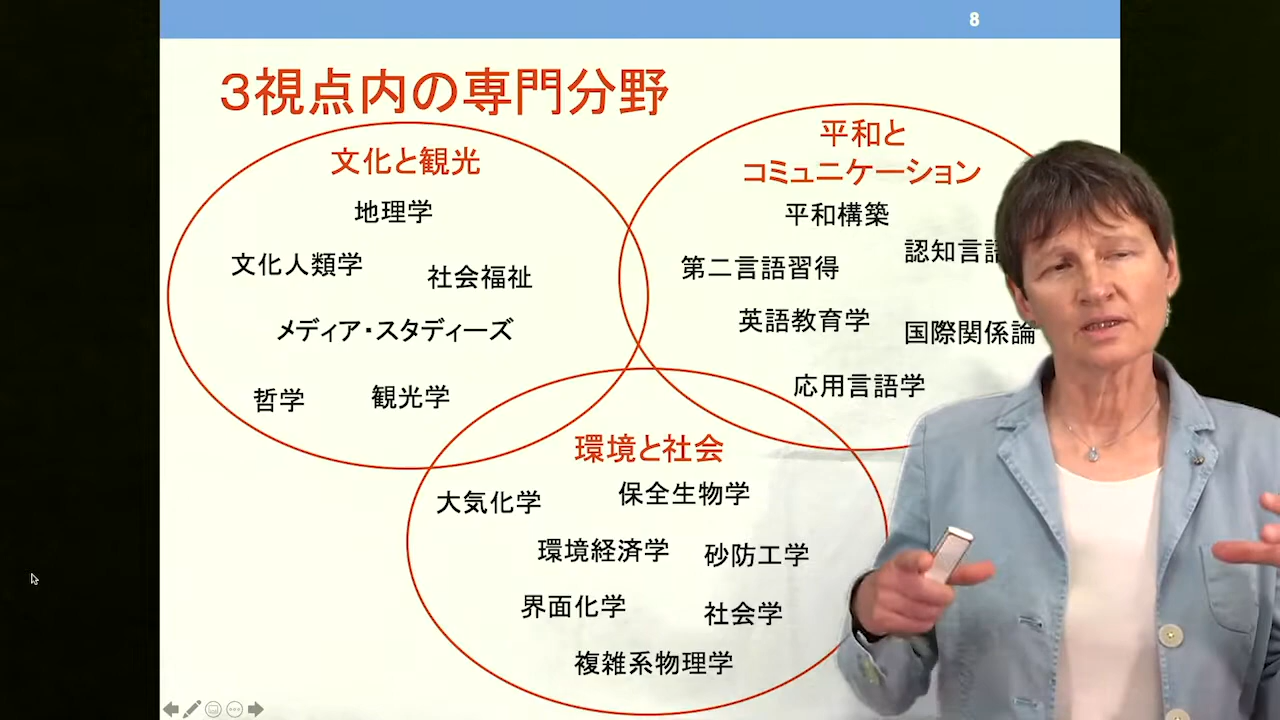 8
３視点内の専門分野
文化と観光
地理学
文化人類学
社会福祉
メディア・スタディーズ
哲学
観光学
平和と
コミュニケーション
平和構築
認知言語
第二言語習得
英語教育学
国際関係論
応用言語学
環境と社会
大気化学
保全生物学
環境経済学
砂防工学
界面化学
社会学
複雑系物理学